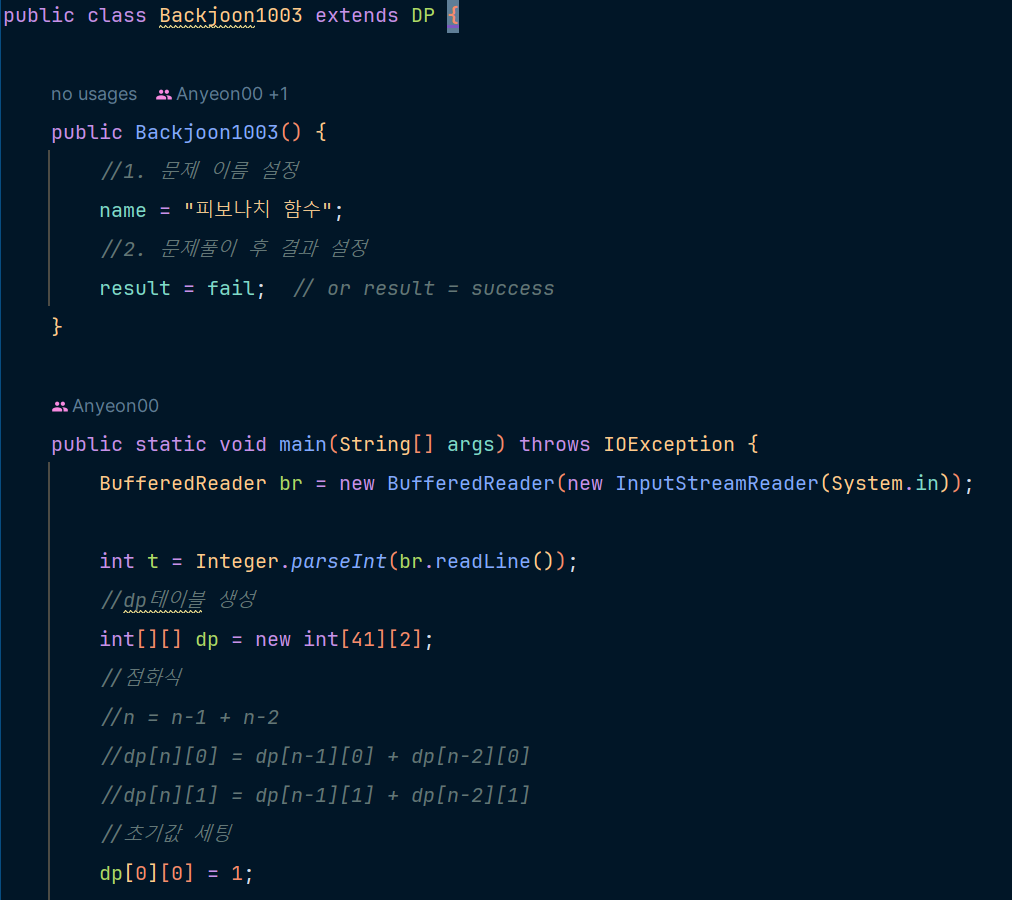 public class Backjoon1003 extends DP {
no usages Anyeon00 +1
public Backjoon1003() {
//1. 문제 이름 설정
name = "피보나치 함수";
//2. 문제풀이 후 결과 설정
result = fail;  // or result = success
}
Anyeon00
public static void main(String[] args) throws IOException {
BufferedReader br = new BufferedReader(new InputStreamReader(System.in));
int t = Integer.parseInt(br.readLine());
//dp테이블 생성
int[][] dp = new int[41][2];
//점화식
//n = n-1 + n-2
//dp[n][0] = dp[n-1][0] + dp[n-2][0]
//dp[n][1] = dp[n-1][1] + dp[n-2][1]
//초기값 세팅
dp[0][0] = 1;